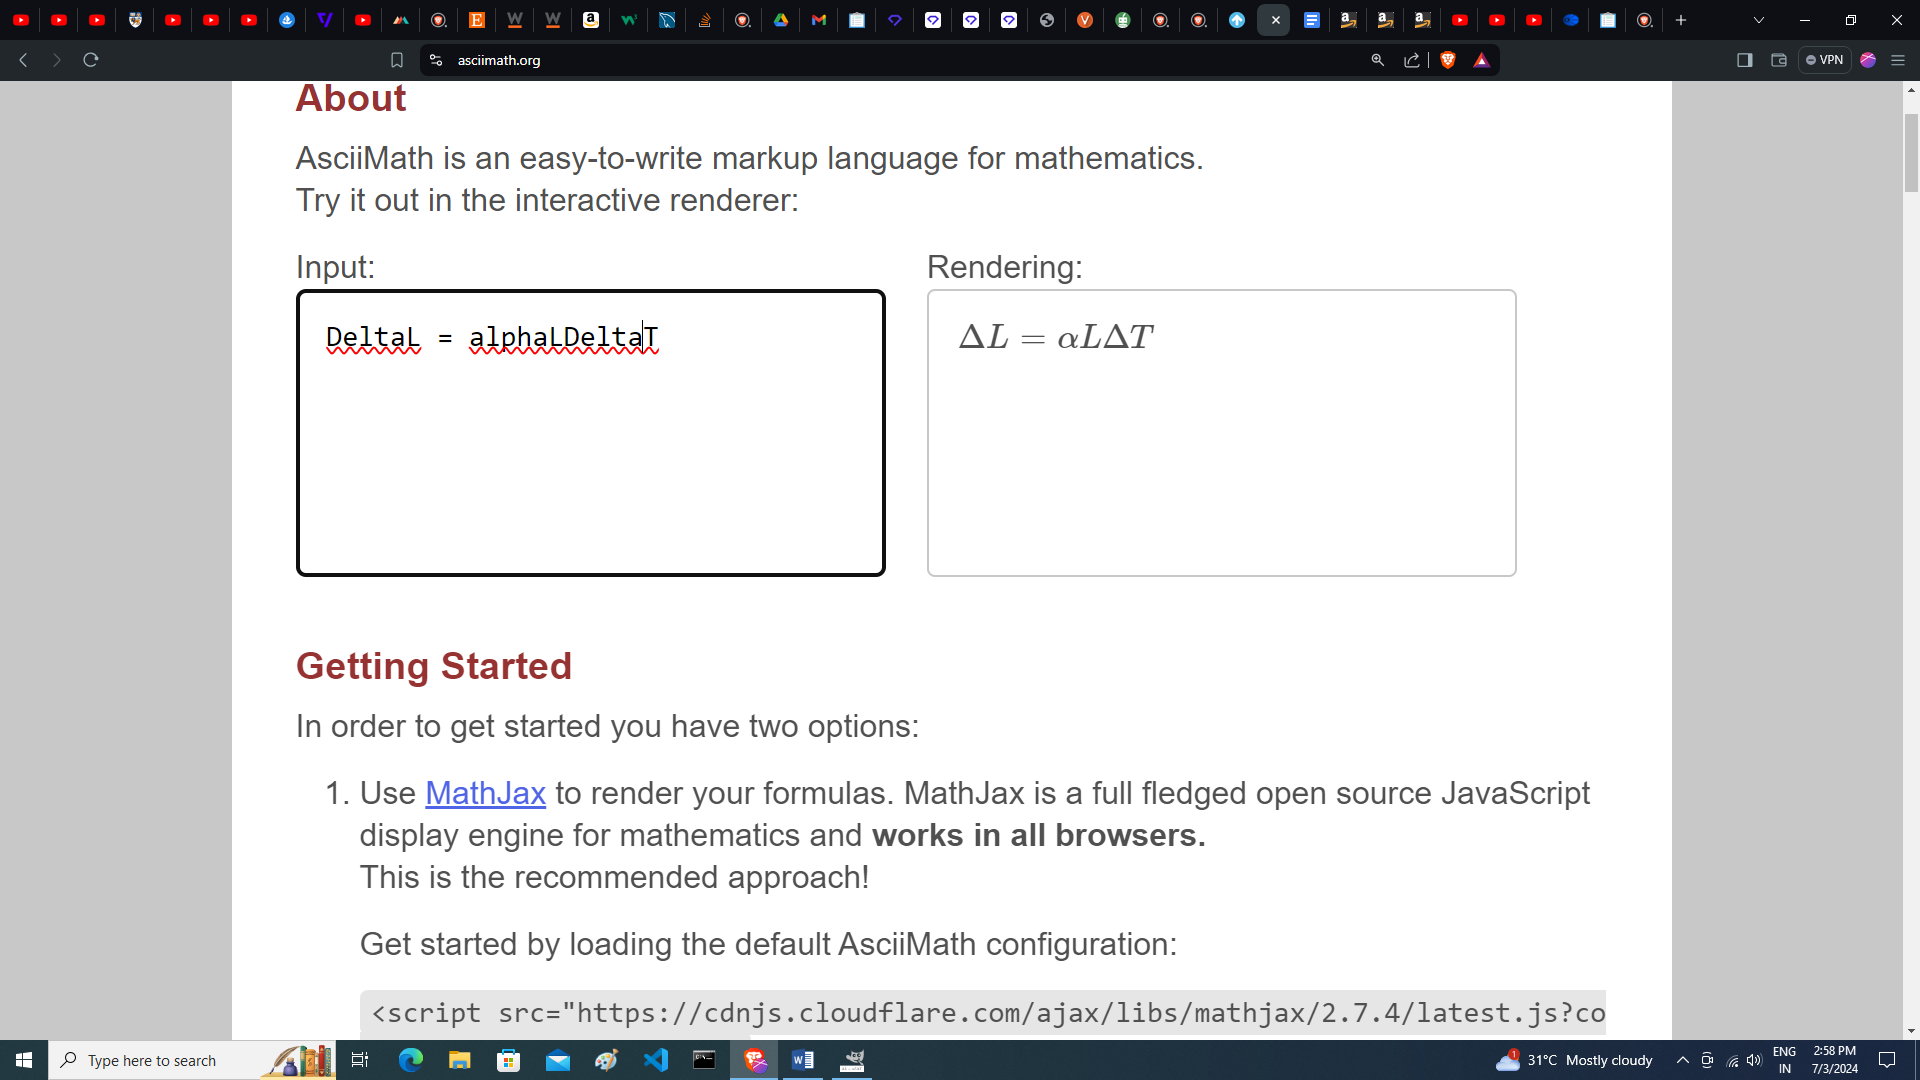 asciimath.org
VPN
About
AsciiMath is an easy-to-write markup language for mathematics.
Try it out in the interactive renderer:
Input:
Rendering:
DeltaL = alphaLDeltaT
ΔL = αLΔT
Getting Started
In order to get started you have two options:
1. Use MathJax to render your formulas. MathJax is a full fledged open source JavaScript
display engine for mathematics and works in all browsers.
This is the recommended approach!
Get started by loading the default AsciiMath configuration:
<script src="https://cdnjs.cloudflare.com/ajax/libs/mathjax/2.7.4/latest.js?co
Type here to search
1
31°C Mostly cloudy
ENG
IN
2:58 PM
7/3/2024